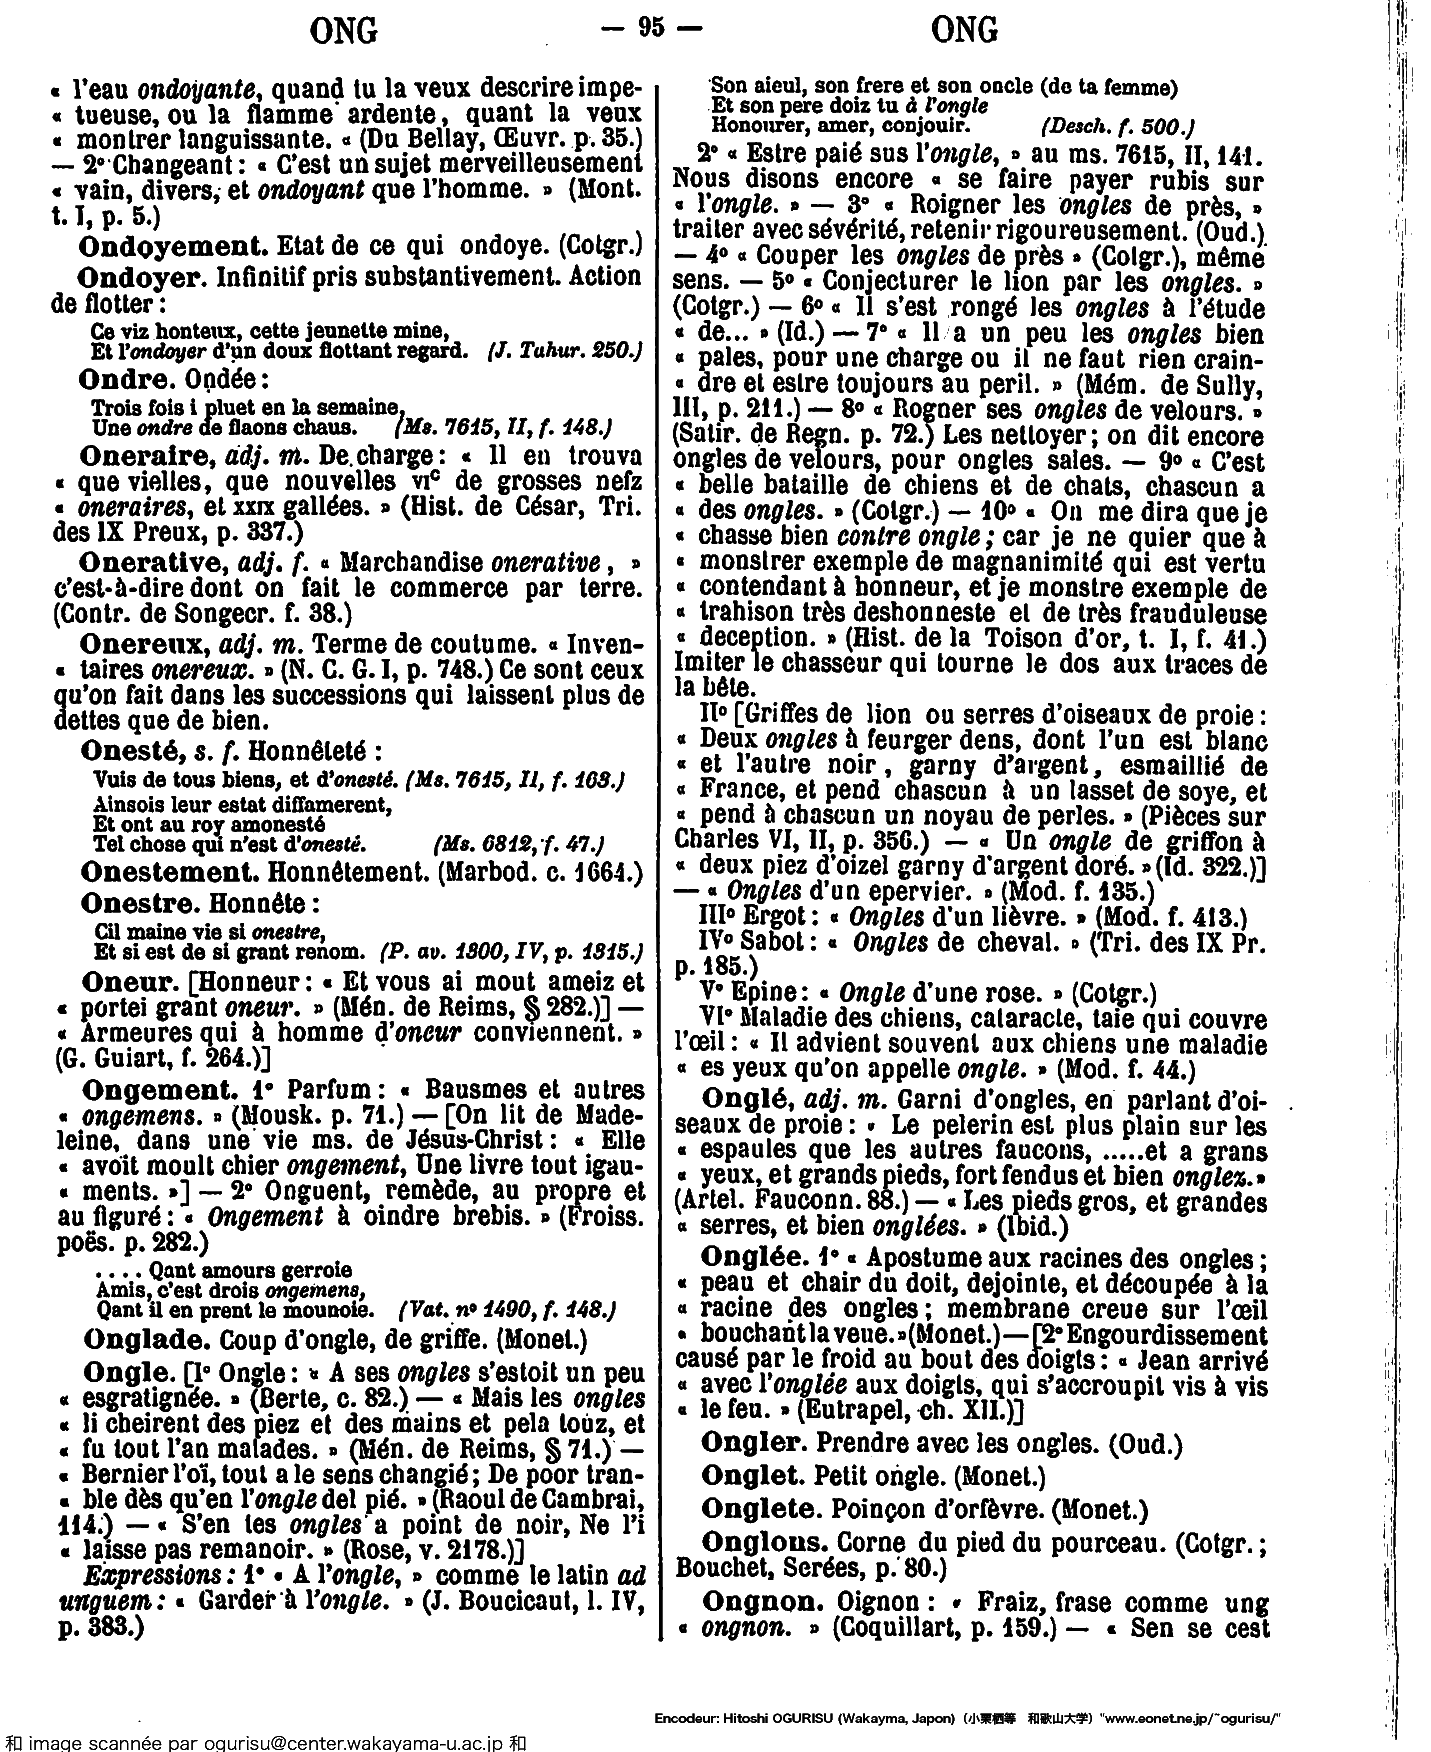 ONG — 95 — ONG
« l'eau ondoyante, quand tu la veux descrire impe-
« tueuse, ou la flamme ardente, quant la veux
« montrer languissante. « (Du Bellay, Œuvr. p. 35.)
— 2° Changeant : « C'est un sujet merveilleusement
« vain, divers, et ondoyant que l'homme. » (Mont.
t. I, p. 5.)
Ondoyement. Etat de ce qui ondoye. (Cotgr.)
Ondoyer. Infinitif pris substantivement. Action
de flotter :
Ce viz honteux, cette jeunette mine,
Et l'ondoyer d'un doux flottant regard. (J. Tahur. 250.)
Ondre. Ondée :
Trois fois i pluet en la semaine,
Une ondre de flaons chaus. (Ms. 7615, II, f. 148.)
Oneraire, adj. m. De charge : « Il en trouva
« que vielles, que nouvelles VIc de grosses nefz
« oneraires, et XXIX gallées. » (Hist. de César, Tri.
des IX Preux, p. 337.)
Onerative, adj. f. « Marchandise onerative, »
c'est-à-dire dont on fait le commerce par terre.
(Contr. de Songecr. f. 38.)
Onereux, adj. m. Terme de coutume. « Inven-
« taires onereux. » (N. C. G. I, p. 748.) Ce sont ceux
qu'on fait dans les successions qui laissent plus de
dettes que de bien.
Onesté, s. f. Honnêteté :
Vuis de tous biens, et d'onesté. (Ms. 7615, II, f. 163.)
Ainsois leur estat diffamerent,
Et ont au roy amonesté
Tel chose qui n'est d'onesté. (Ms. 6812, f. 47.)
Onestement. Honnêtement. (Marbod. c. 1664.)
Onestre. Honnête :
Cil maine vie si onestre,
Et si est de si grant renom. (P. av. 1300, IV, p. 1315.)
Oneur. [Honneur : « Et vous ai mout ameiz et
« portei grant oneur. » (Mén. de Reims, § 282.)] —
« Armeures qui à homme d'oneur conviennent. »
(G. Guiart, f. 264.)]
Ongement. 1° Parfum : « Bausmes et autres
« ongemens. » (Mousk. p. 71.) — [On lit de Made-
leine, dans une vie ms. de Jésus-Christ : « Elle
« avoit moult chier ongement, Une livre tout igau-
« ments. »] — 2° Onguent, remède, au propre et
au figuré : « Ongement à oindre brebis. » (Froiss.
poës. p. 282.)
.... Qant amours gerroie
Amis, c'est drois ongemens,
Qant il en prent le mounoie. (Vat. n° 1490, f. 148.)
Onglade. Coup d'ongle, de griffe. (Monet.)
Ongle. [I° Ongle : « A ses ongles s'estoit un peu
« esgratignée. » (Berte, c. 82.) — « Mais les ongles
« li cheirent des piez et des mains et pela touz, et
« fu tout l'an malades. » (Mén. de Reims, § 71.) —
« Bernier l'oï, tout a le sens changié ; De poor tran-
« ble dès qu'en l'ongle del pié. » (Raoul de Cambrai,
114.) — « S'en tes ongles a point de noir, Ne l'i
« laisse pas remanoir. » (Rose, v. 2178.)]
Expressions : 1° « A l'ongle, » comme le latin ad
unguem : « Garder à l'ongle. » (J. Boucicaut, l. IV,
p. 383.)
Son aieul, son frere et son oncle (de ta femme)
Et son pere doiz tu à l'ongle
Honourer, amer, conjouir. (Desch. f. 500.)
2° « Estre paié sus l'ongle, » au ms. 7615, II, 141.
Nous disons encore « se faire payer rubis sur
« l'ongle. » — 3° « Roigner les ongles de près, »
traiter avec sévérité, retenir rigoureusement. (Oud.)
— 4° « Couper les ongles de près » (Cotgr.), même
sens. — 5° « Conjecturer le lion par les ongles. »
(Cotgr.) — 6° « Il s'est rongé les ongles à l'étude
« de... » (Id.) — 7° « Il a un peu les ongles bien
« pales, pour une charge ou il ne faut rien crain-
« dre et estre toujours au peril. » (Mém. de Sully,
III, p. 211.) — 8° « Rogner ses ongles de velours. »
(Satir. de Regn. p. 72.) Les nettoyer ; on dit encore
ongles de velours, pour ongles sales. — 9° « C'est
« belle bataille de chiens et de chats, chascun a
« des ongles. » (Cotgr.) — 10° « On me dira que je
« chasse bien contre ongle ; car je ne quier que à
« monstrer exemple de magnanimité qui est vertu
« contendant à honneur, et je monstre exemple de
« trahison très deshonneste et de très frauduleuse
« deception. » (Hist. de la Toison d'or, t. I, f. 41.)
Imiter le chasseur qui tourne le dos aux traces de
la bête.
II° [Griffes de lion ou serres d'oiseaux de proie :
« Deux ongles à feurger dens, dont l'un est blanc
« et l'autre noir, garny d'argent, esmaillié de
« France, et pend chascun à un lasset de soye, et
« pend à chascun un noyau de perles. » (Pièces sur
Charles VI, II, p. 356.) — « Un ongle de griffon à
« deux piez d'oizel garny d'argent doré. » (Id. 322.)]
— « Ongles d'un epervier. » (Mod. f. 135.)
III° Ergot : « Ongles d'un lièvre. » (Mod. f. 413.)
IV° Sabot : « Ongles de cheval. » (Tri. des IX Pr.
p. 185.)
V° Epine : « Ongle d'une rose. » (Cotgr.)
VI° Maladie des chiens, cataracte, taie qui couvre
l'œil : « Il advient souvent aux chiens une maladie
« es yeux qu'on appelle ongle. » (Mod. f. 44.)
Onglé, adj. m. Garni d'ongles, en parlant d'oi-
seaux de proie : « Le pelerin est plus plain sur les
« espaules que les autres faucons, .....et a grans
« yeux, et grands pieds, fort fendus et bien onglez. »
(Artel. Fauconn. 88.) — « Les pieds gros, et grandes
« serres, et bien onglées. » (Ibid.)
Onglée. 1° « Apostume aux racines des ongles ;
« peau et chair du doit, dejointe, et découpée à la
« racine des ongles ; membrane creue sur l'œil
« bouchant la veue. » (Monet.) — [2° Engourdissement
causé par le froid au bout des doigts : « Jean arrivé
« avec l'onglée aux doigts, qui s'accroupit vis à vis
« le feu. » (Eutrapel, ch. XII.)]
Ongler. Prendre avec les ongles. (Oud.)
Onglet. Petit ongle. (Monet.)
Onglete. Poinçon d'orfèvre. (Monet.)
Onglous. Corne du pied du pourceau. (Cotgr. ;
Bouchet, Serées, p. 80.)
Ongnon. Oignon : « Fraiz, frase comme ung
« ongnon. » (Coquillart, p. 159.) — « Sen se cest
Encodeur: Hitoshi OGURISU (Wakayma, Japon) (小栗栖等 和歌山大学) "www.eonet.ne.jp/~ogurisu/"
和 image scannée par ogurisu@center.wakayama-u.ac.jp 和